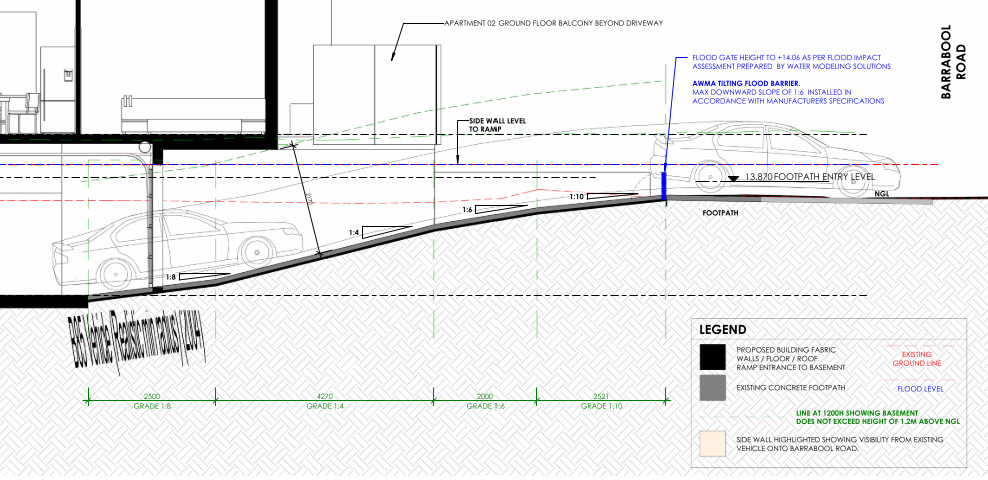 APARTMENT 02 GROUND FLOOR BALCONY BEYOND DRIVEWAY
BARRABOOL
ROAD
FLOOD GATE HEIGHT TO +14.06 AS PER FLOOD IMPACT
ASSESSMENT PREPARED BY WATER MODELING SOLUTIONS
AWMA TILTING FLOOD BARRIER.
MAX DOWNWARD SLOPE OF 1:6 INSTALLED IN
ACCORDANCE WITH MANUFACTURERS SPECIFICATIONS
SIDE WALL LEVEL
TO RAMP
13.870 FOOTPATH ENTRY LEVEL
NGL
1:10
1:6
FOOTPATH
1:4
1:8
2500
4270
2000
2521
GRADE 1:8
GRADE 1:4
GRADE 1:6
GRADE 1:10
LEGEND
PROPOSED BUILDING FABRIC
WALLS / FLOOR / ROOF
RAMP ENTRANCE TO BASEMENT
EXISTING
GROUND LINE
EXISTING CONCRETE FOOTPATH
FLOOD LEVEL
LINE AT 1200H SHOWING BASEMENT
DOES NOT EXCEED HEIGHT OF 1.2M ABOVE NGL
SIDE WALL HIGHLIGHTED SHOWING VISIBILITY FROM EXISTING
VEHICLE ONTO BARRABOOL ROAD.